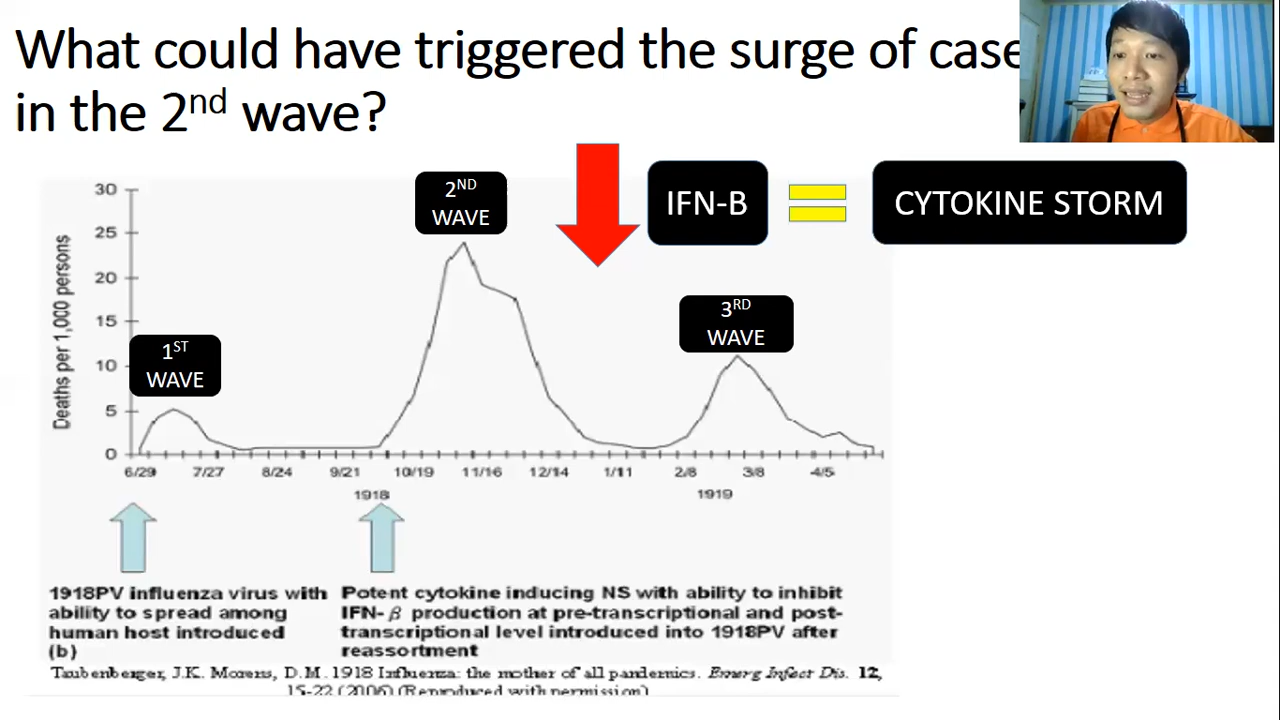 What could have triggered the surge of case
in the 2nd wave?
30
25
20
15
10
5
0
Deaths per 1,000 persons
1ST
WAVE
2ND
WAVE
IFN-B
CYTOKINE STORM
3RD
WAVE
6/29 7/27 8/24 9/21 10/19 11/16 12/14 1/11 2/8 3/8 4/5
1918 1919
1918PV influenza virus with
ability to spread among
human host introduced
(b)
Potent cytokine inducing NS with ability to inhibit
IFN- β production at pre-transcriptional and post-
transcriptional level introduced into 1918PV after
reassortment
Taubenberger, J.K. Morens, D.M. 1918 Influenza: the mother of all pandemics. Emerg Infect Dis. 12,
15-22 (2006) (Reproduced with permission)